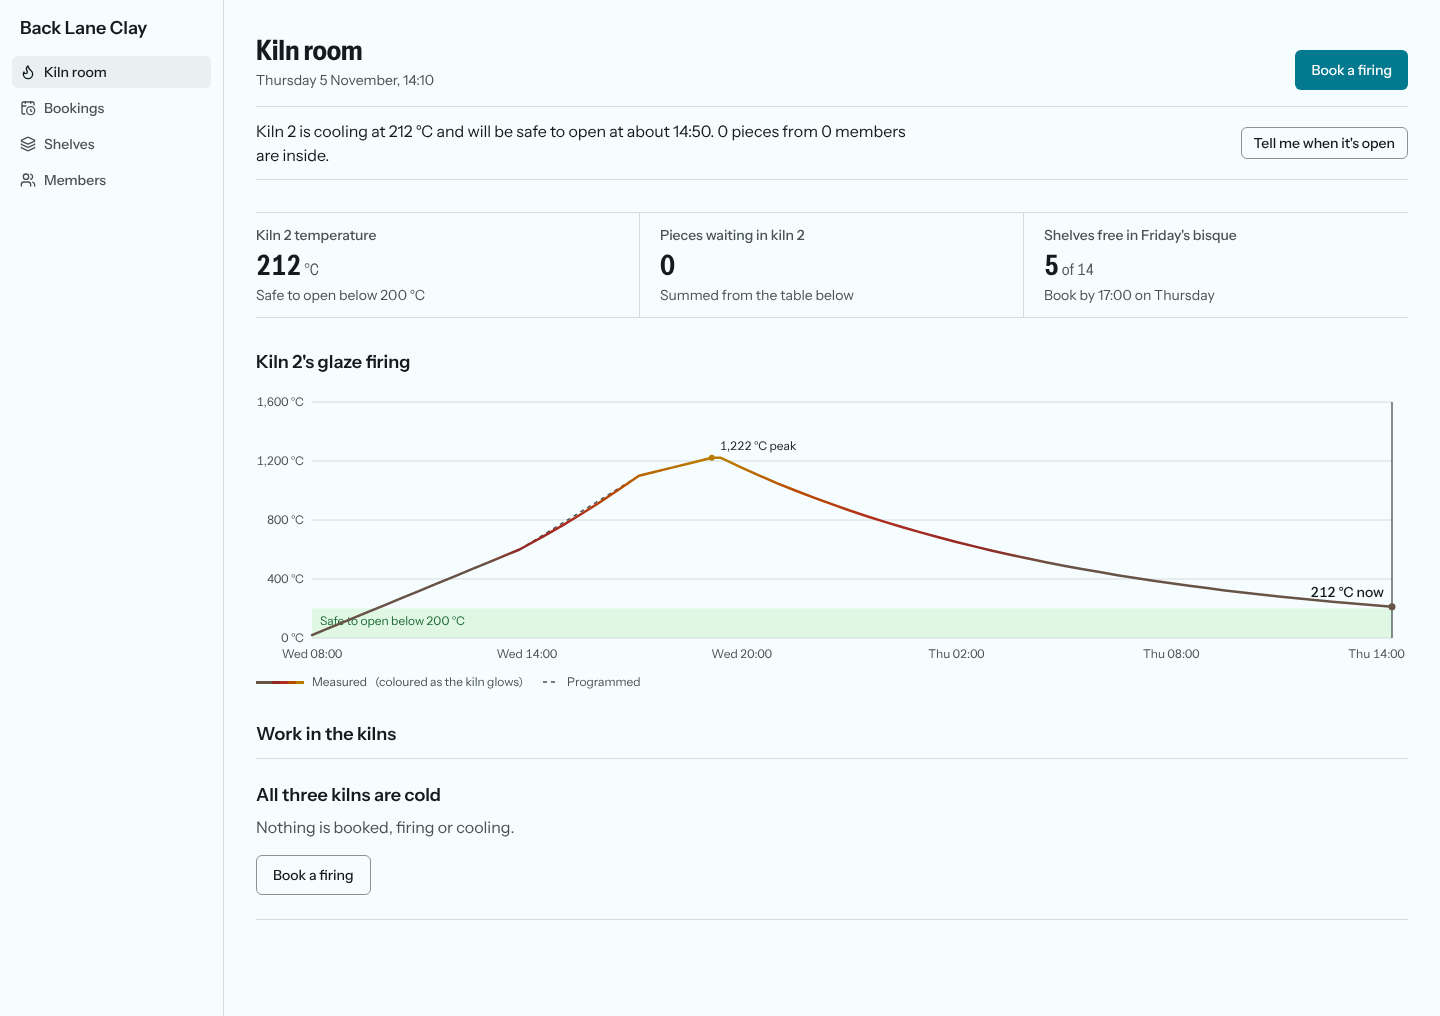 Back Lane Clay
Kiln room
Bookings
Shelves
Members
Kiln room
Thursday 5 November, 14:10
Book a firing
Kiln 2 is cooling at 212 °C and will be safe to open at about 14:50. 0 pieces from 0 members
are inside.
Tell me when it's open
Kiln 2 temperature
212 °C
Safe to open below 200 °C
Pieces waiting in kiln 2
0
Summed from the table below
Shelves free in Friday's bisque
5 of 14
Book by 17:00 on Thursday
Kiln 2's glaze firing
1,600 °C
1,200 °C
800 °C
400 °C
0 °C
1,222 °C peak
212 °C now
Safe to open below 200 °C
Wed 08:00
Wed 14:00
Wed 20:00
Thu 02:00
Thu 08:00
Thu 14:00
Measured (coloured as the kiln glows)
Programmed
Work in the kilns
All three kilns are cold
Nothing is booked, firing or cooling.
Book a firing